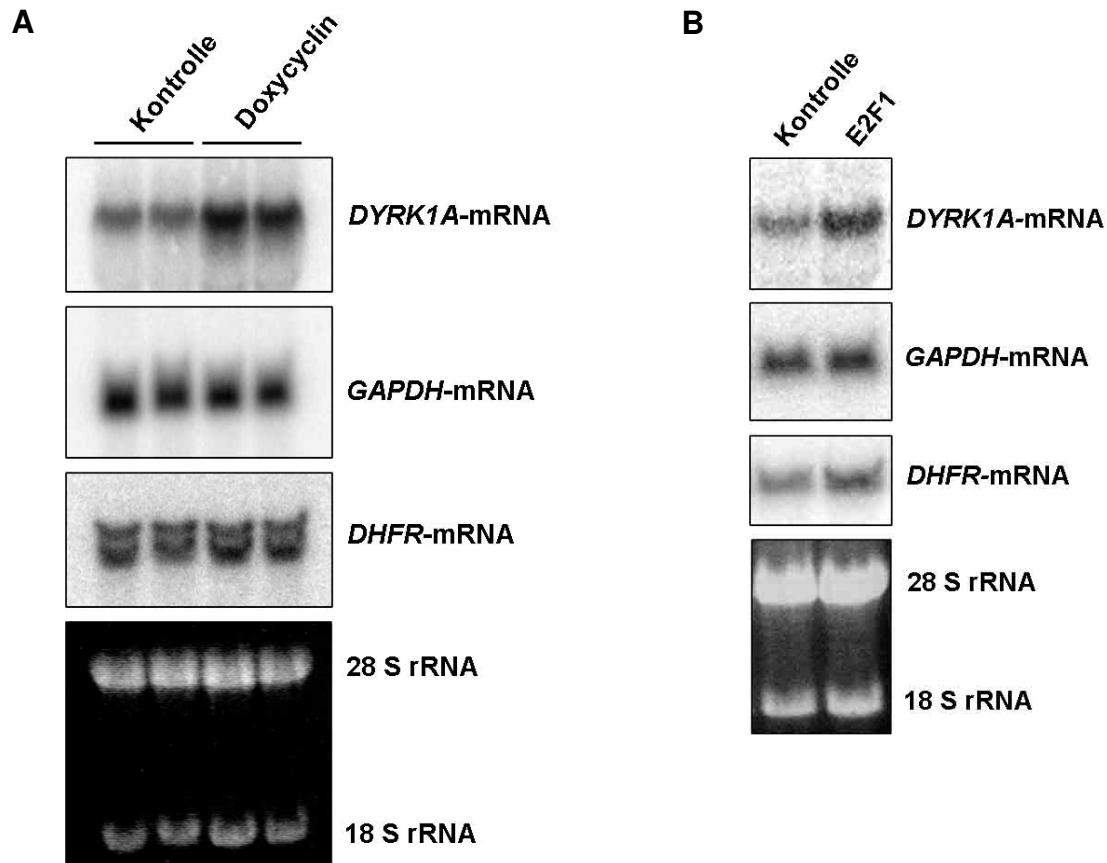 A
Kontrolle
Doxycyclin
DYRK1A-mRNA
GAPDH-mRNA
DHFR-mRNA
28 S rRNA
18 S rRNA
B
Kontrolle
E2F1
DYRK1A-mRNA
GAPDH-mRNA
DHFR-mRNA
28 S rRNA
18 S rRNA